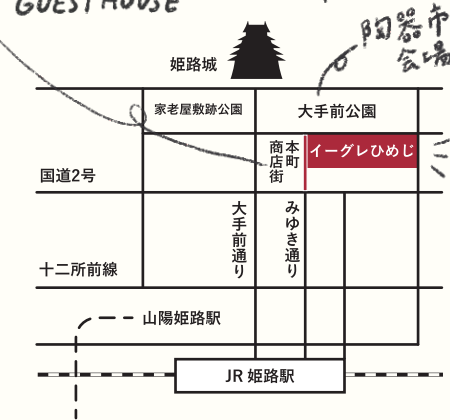 GUEST HOUSE
陶器市
会場
姫路城
家老屋敷跡公園
大手前公園
本町
商店街
イーグレひめじ
国道2号
大手前通り
みゆき通り
十二所前線
山陽姫路駅
JR 姫路駅